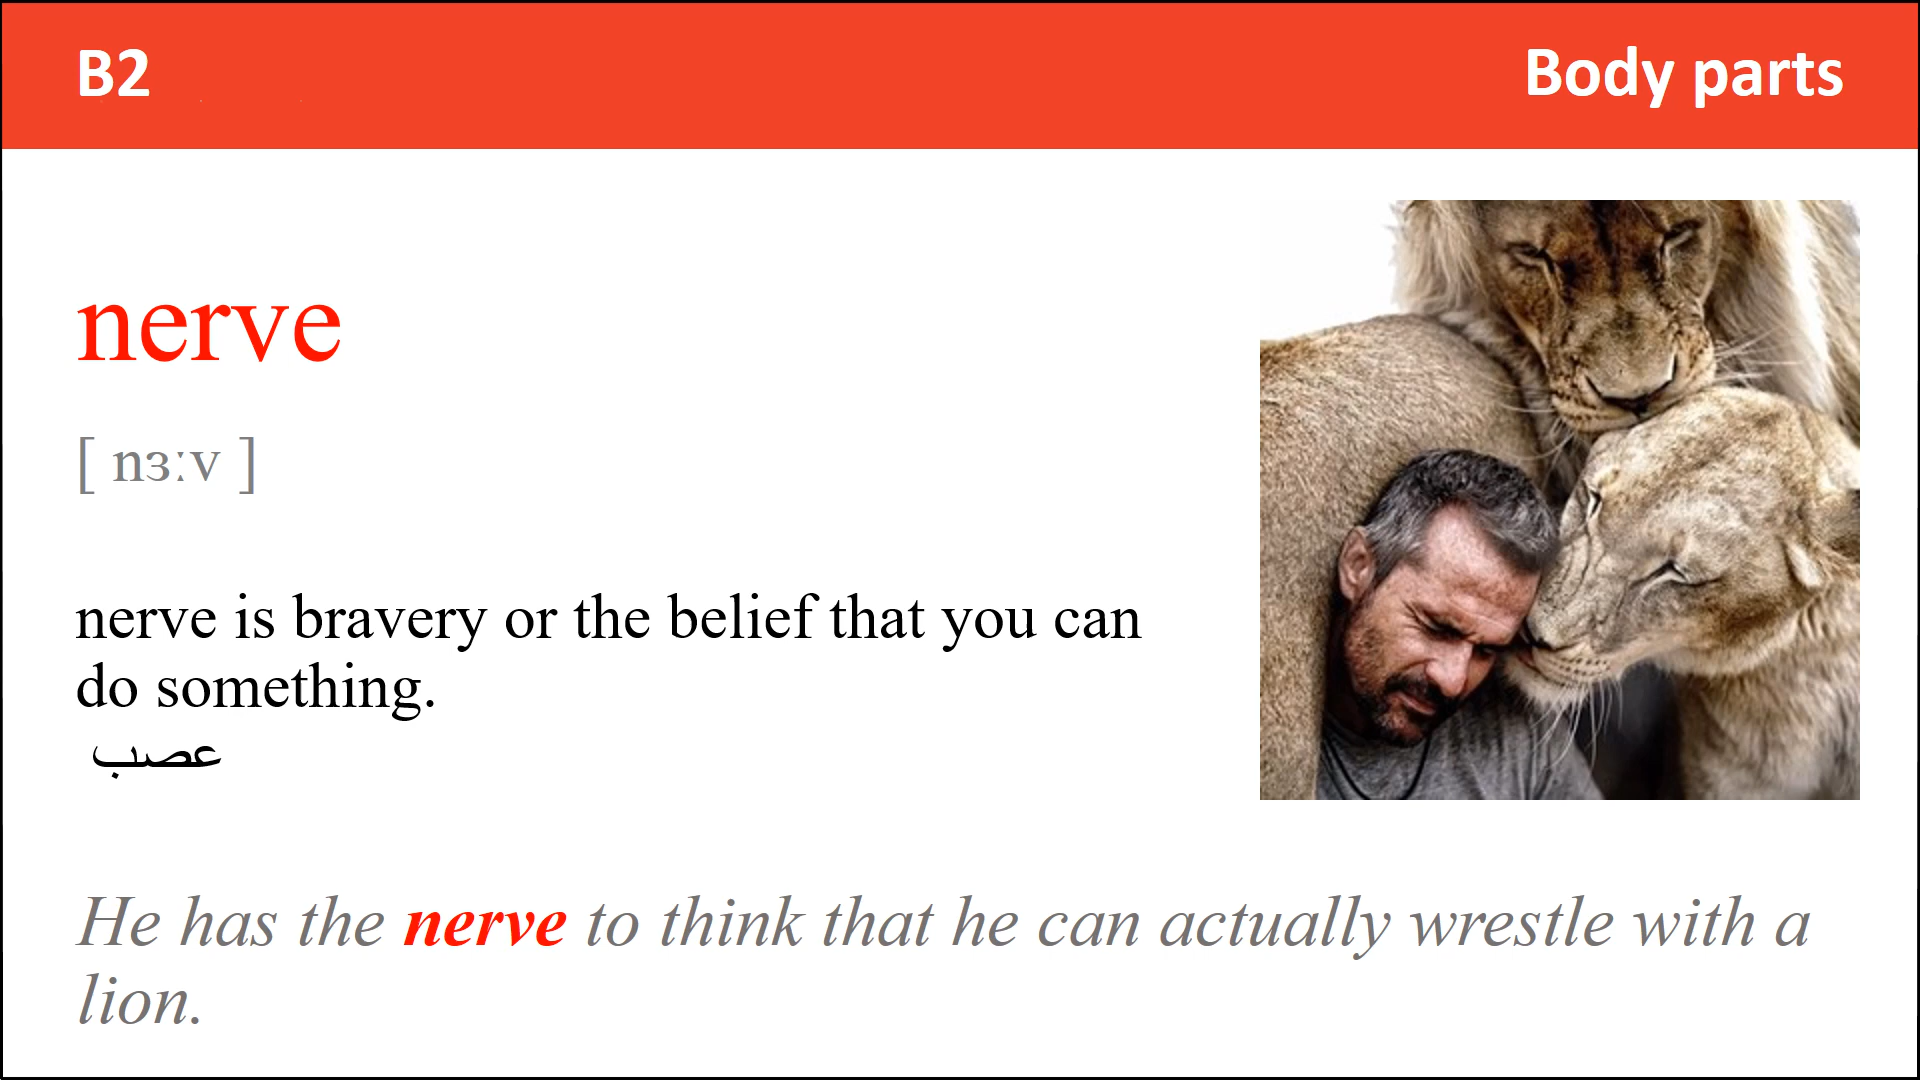 B2
Body parts
nerve
[ nɜːv ]
nerve is bravery or the belief that you can
do something.
عصب
He has the nerve to think that he can actually wrestle with a
lion.